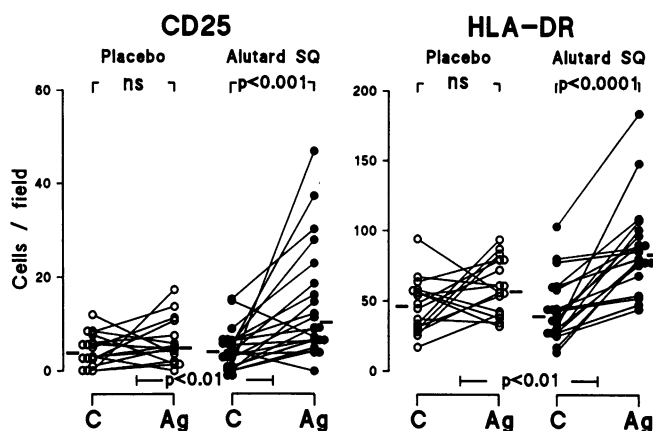 CD25
HLA-DR
Placebo
Alutard SQ
Placebo
Alutard SQ
ns
p<0.001
ns
p<0.0001
Cells / field
60
40
20
0
200
150
100
50
0
p<0.01
p<0.01
C
Ag
C
Ag
C
Ag
C
Ag